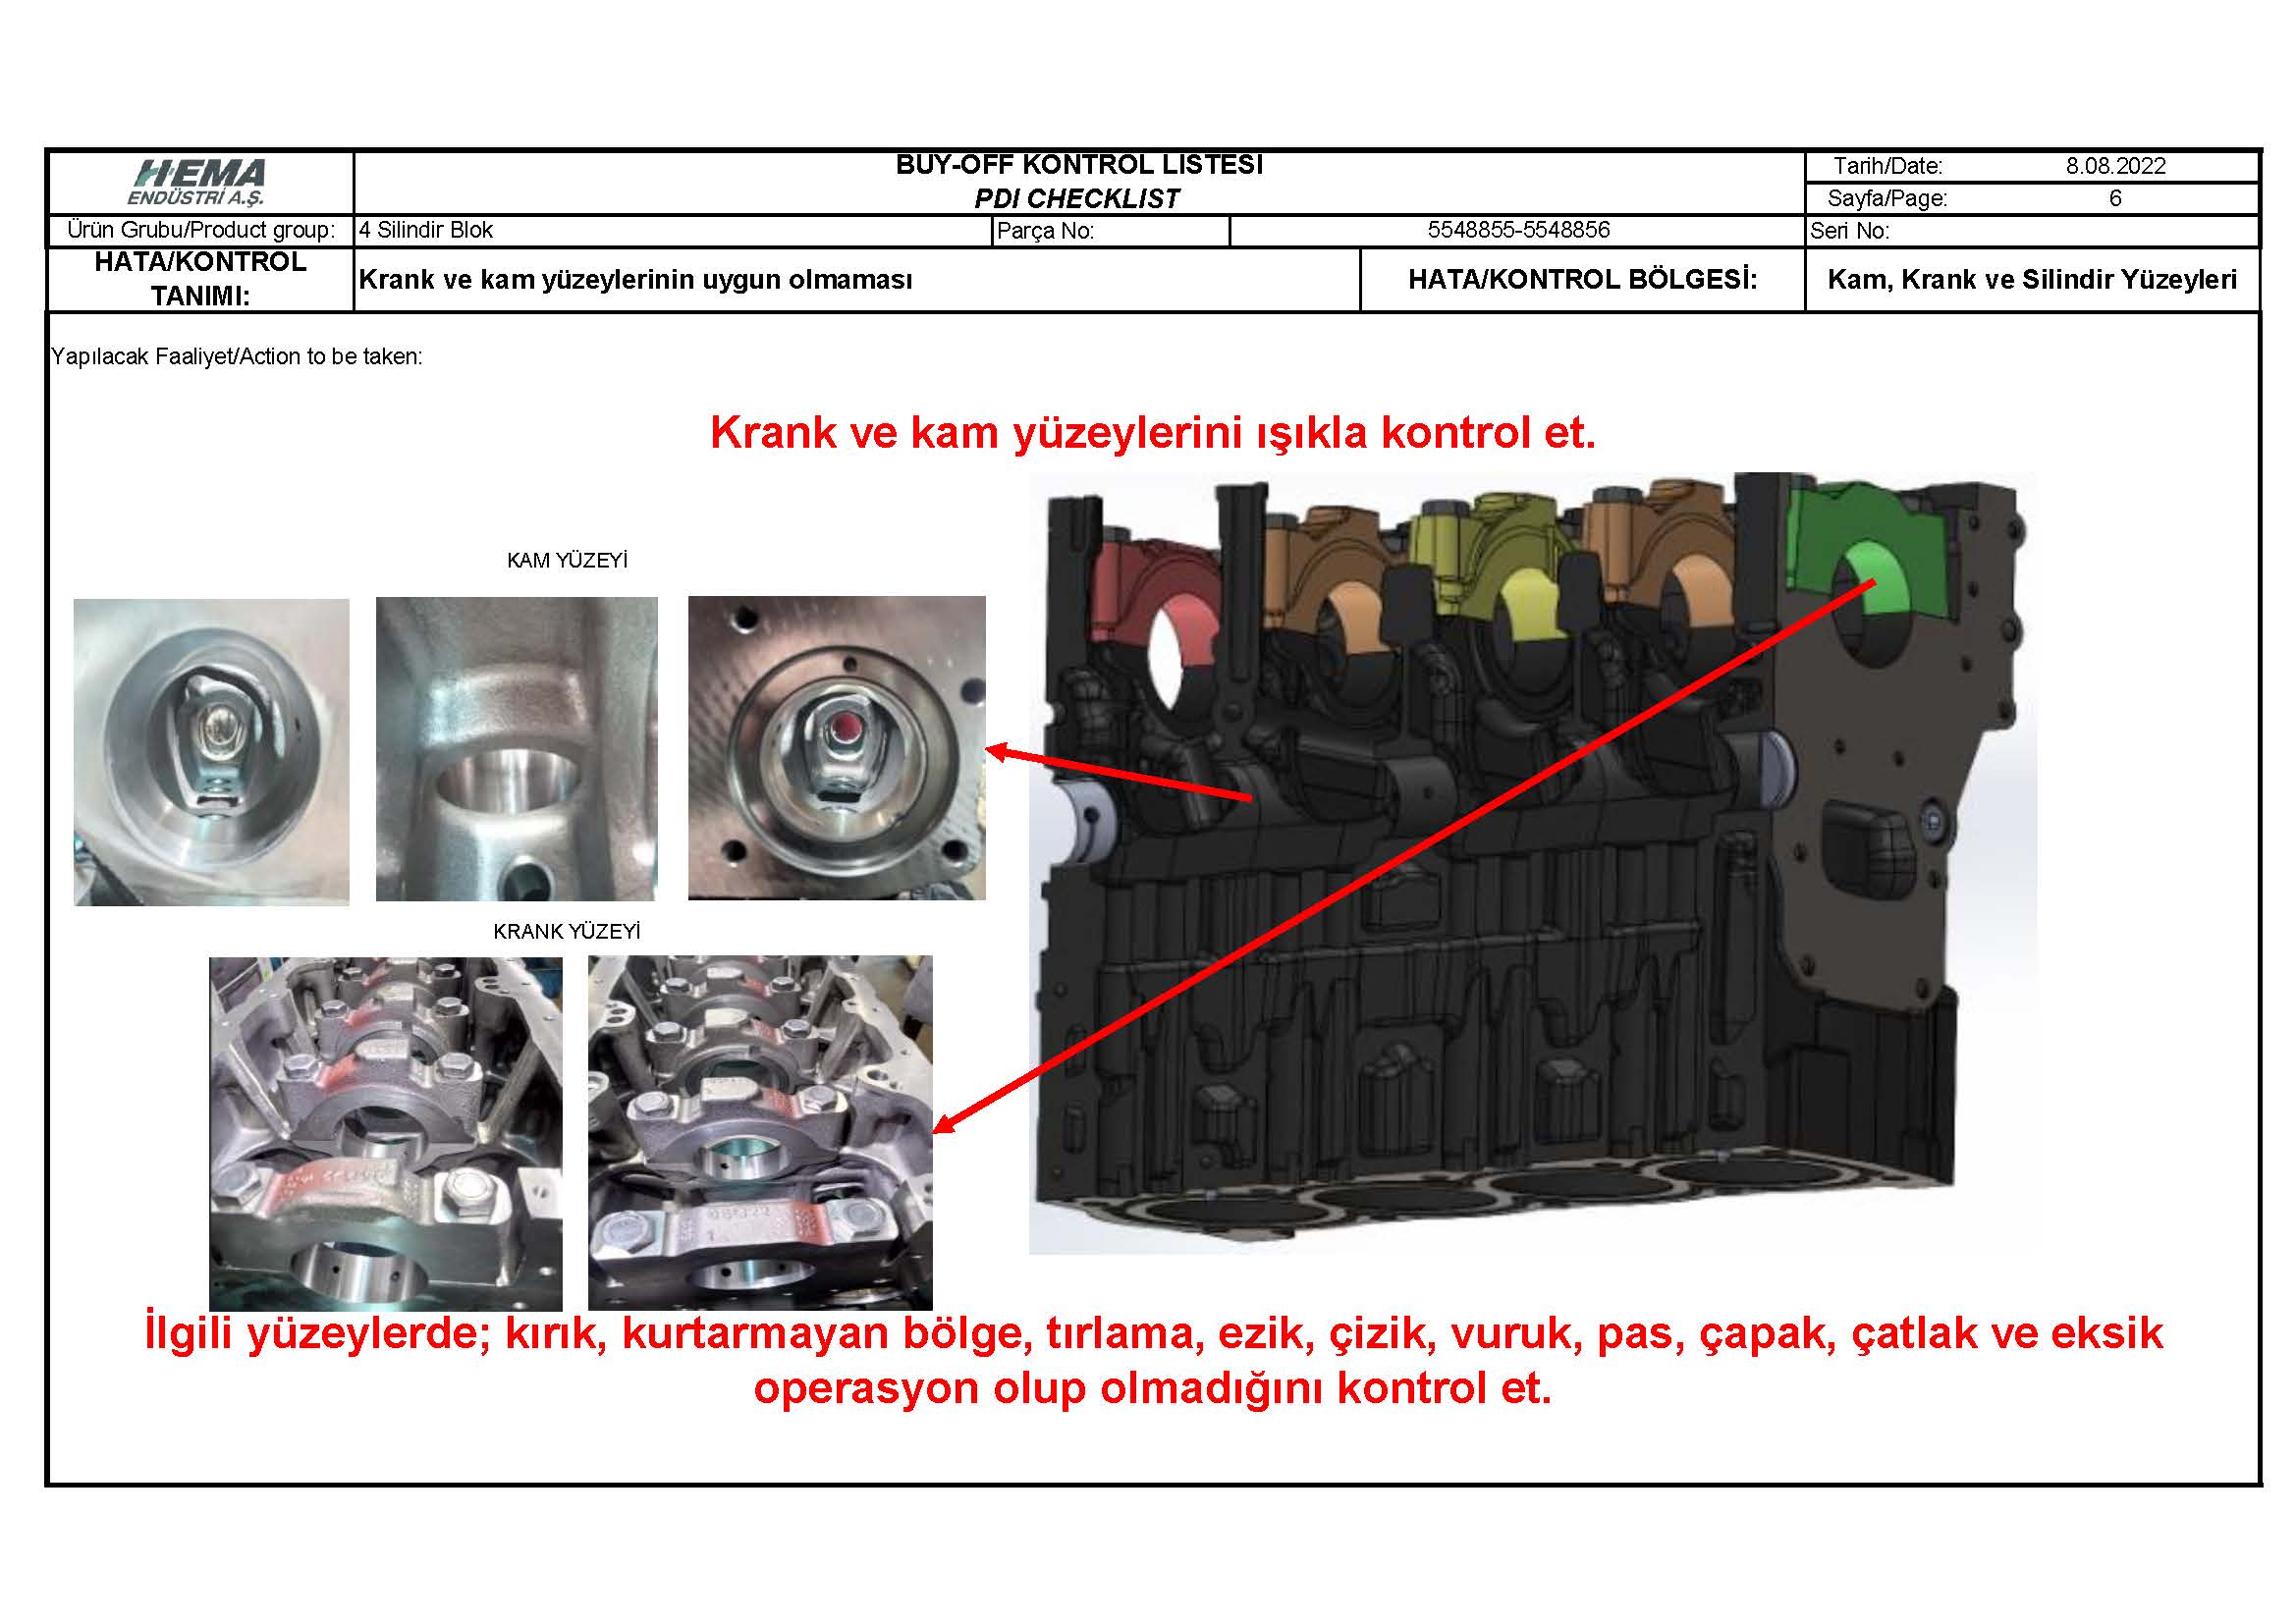 HEMA
ENDÜSTRİ A.Ş.
BUY-OFF KONTROL LİSTESİ
PDI CHECKLIST
Tarih/Date: 8.08.2022
Sayfa/Page: 6
Ürün Grubu/Product group: 4 Silindir Blok Parça No: 5548855-5548856 Seri No:
HATA/KONTROL
TANIMI:
Krank ve kam yüzeylerinin uygun olmaması
HATA/KONTROL BÖLGESİ: Kam, Krank ve Silindir Yüzeyleri
Yapılacak Faaliyet/Action to be taken:
Krank ve kam yüzeylerini ışıkla kontrol et.
KAM YÜZEYİ
KRANK YÜZEYİ
İlgili yüzeylerde; kırık, kurtarmayan bölge, tırlama, ezik, çizik, vuruk, pas, çapak, çatlak ve eksik
operasyon olup olmadığını kontrol et.